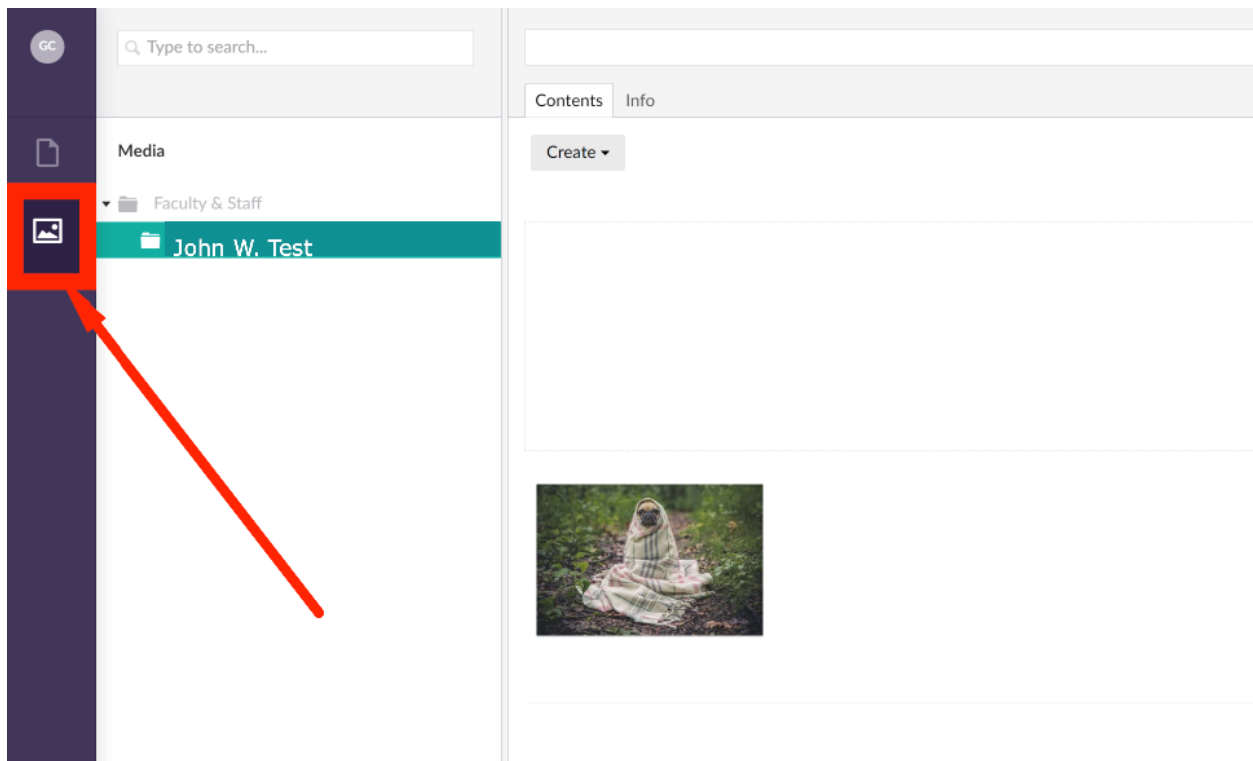 GC
Type to search...
Contents Info
Media
Create
Faculty & Staff
John W. Test